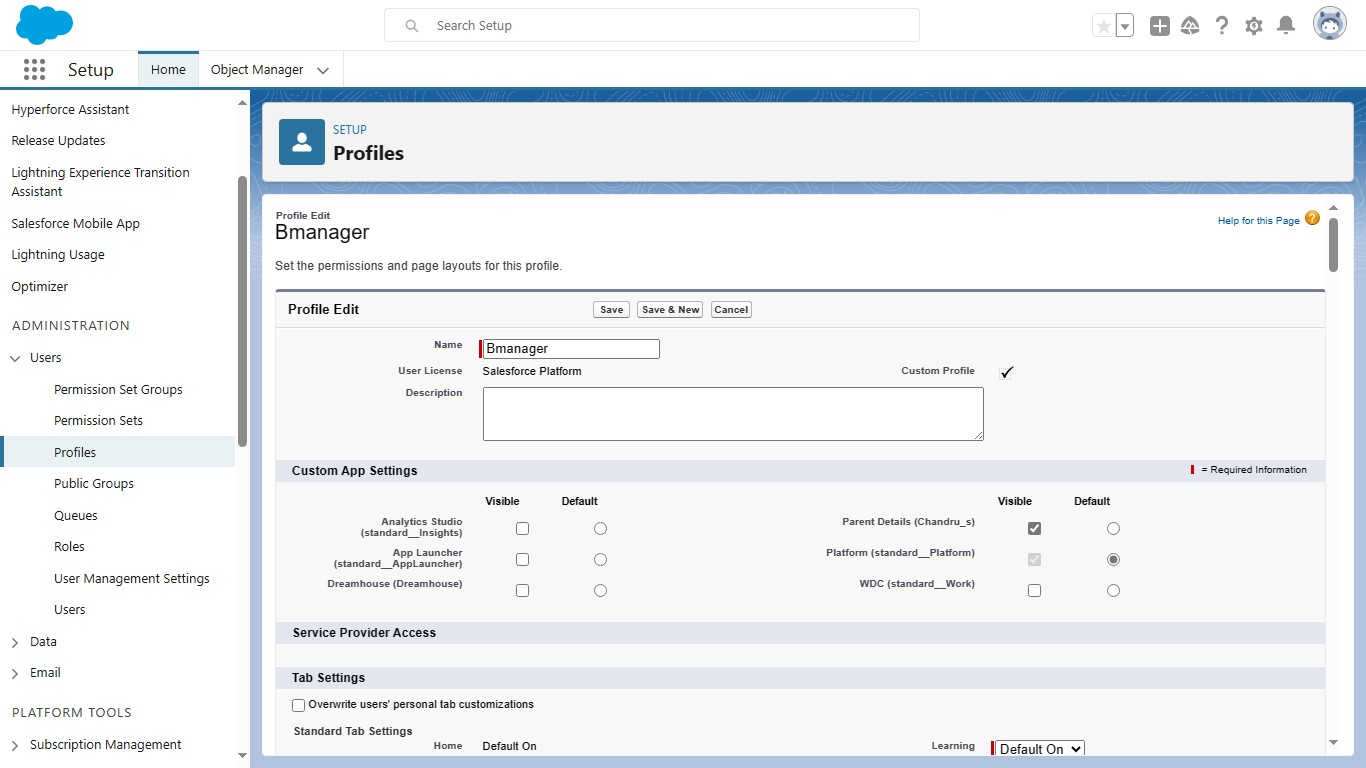 Search Setup
Setup
Home
Object Manager
Hyperforce Assistant
Release Updates
Lightning Experience Transition
Assistant
Salesforce Mobile App
Lightning Usage
Optimizer
ADMINISTRATION
Users
Permission Set Groups
Permission Sets
Profiles
Public Groups
Queues
Roles
User Management Settings
Users
Data
Email
PLATFORM TOOLS
Subscription Management
SETUP
Profiles
Profile Edit
Bmanager
Help for this Page ?
Set the permissions and page layouts for this profile.
Profile Edit
Save
Save & New
Cancel
Name
Bmanager
User License
Salesforce Platform
Custom Profile
Description
Custom App Settings
= Required Information
Visible Default
Visible Default
Analytics Studio
(standard__Insights)
Parent Details (Chandru_s)
App Launcher
(standard__AppLauncher)
Platform (standard__Platform)
Dreamhouse (Dreamhouse)
WDC (standard__Work)
Service Provider Access
Tab Settings
Overwrite users' personal tab customizations
Standard Tab Settings
Home Default On
Learning Default On